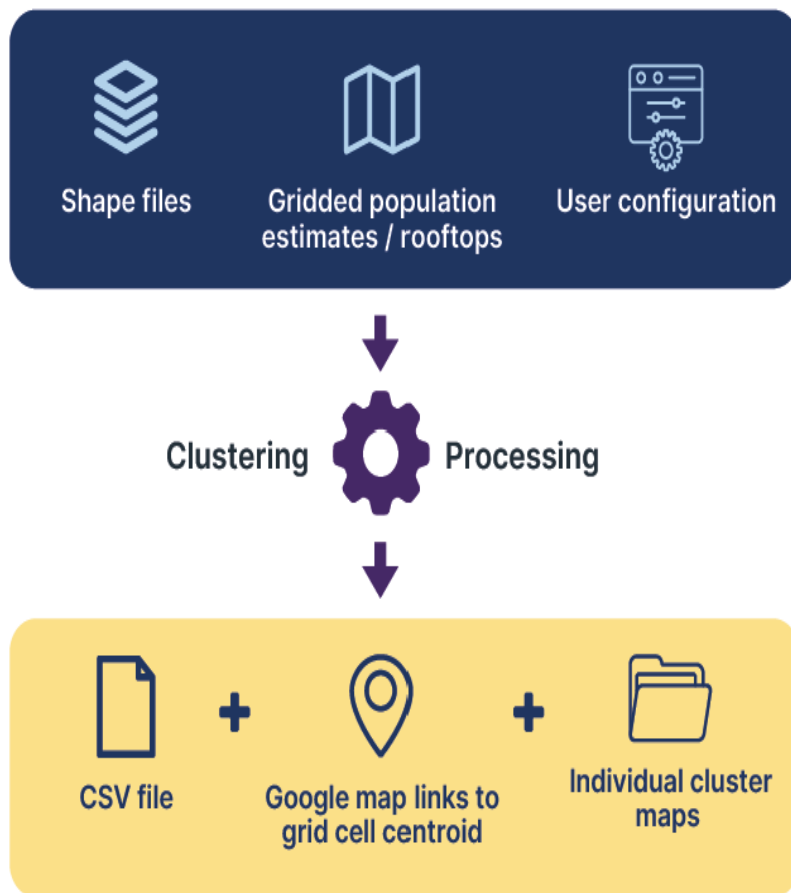 Shape files
Gridded population
estimates / rooftops
User configuration
Clustering
Processing
CSV file
Google map links to
grid cell centroid
Individual cluster
maps